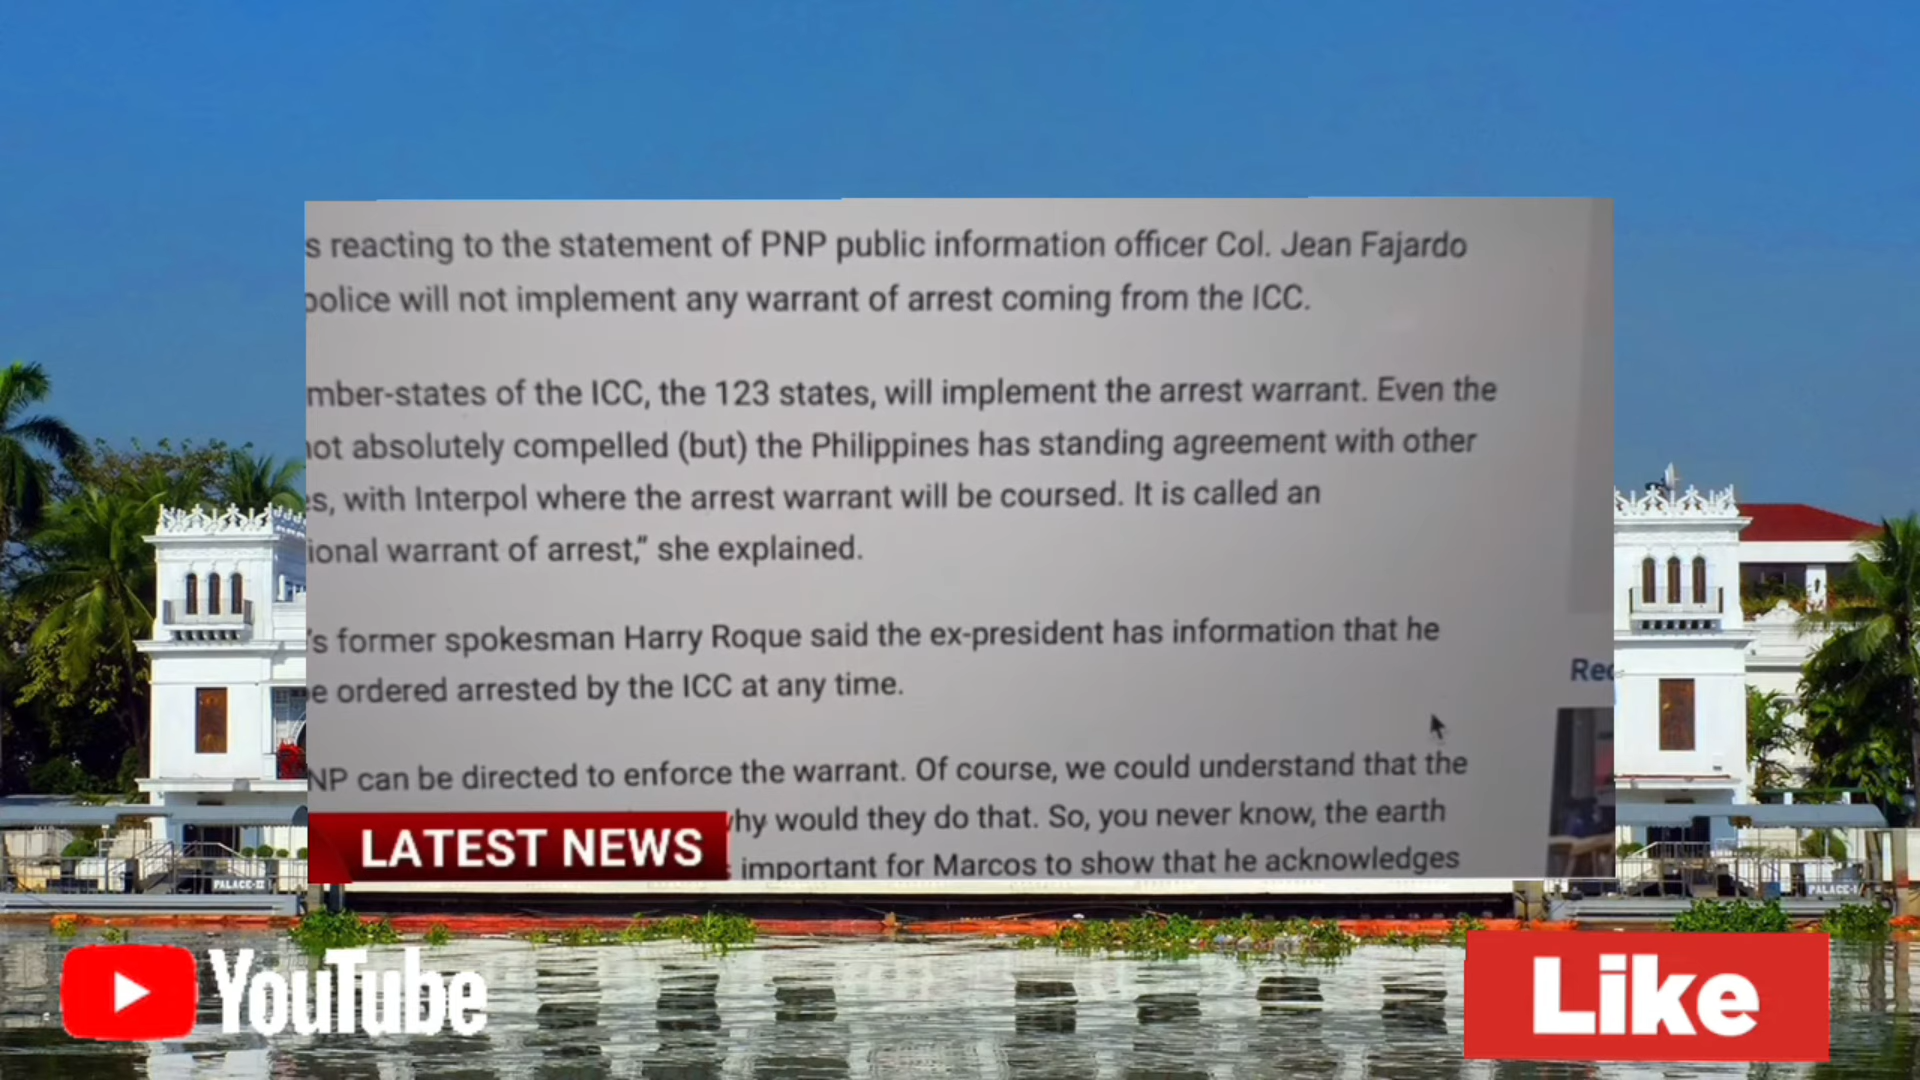 s reacting to the statement of PNP public information officer Col. Jean Fajardo
police will not implement any warrant of arrest coming from the ICC.
mber-states of the ICC, the 123 states, will implement the arrest warrant. Even the
not absolutely compelled (but) the Philippines has standing agreement with other
s, with Interpol where the arrest warrant will be coursed. It is called an
ional warrant of arrest,” she explained.
’s former spokesman Harry Roque said the ex-president has information that he
e ordered arrested by the ICC at any time.
NP can be directed to enforce the warrant. Of course, we could understand that the
hy would they do that. So, you never know, the earth
important for Marcos to show that he acknowledges
Rec
LATEST NEWS
PALACE-II
PALACE-I
YouTube
Like